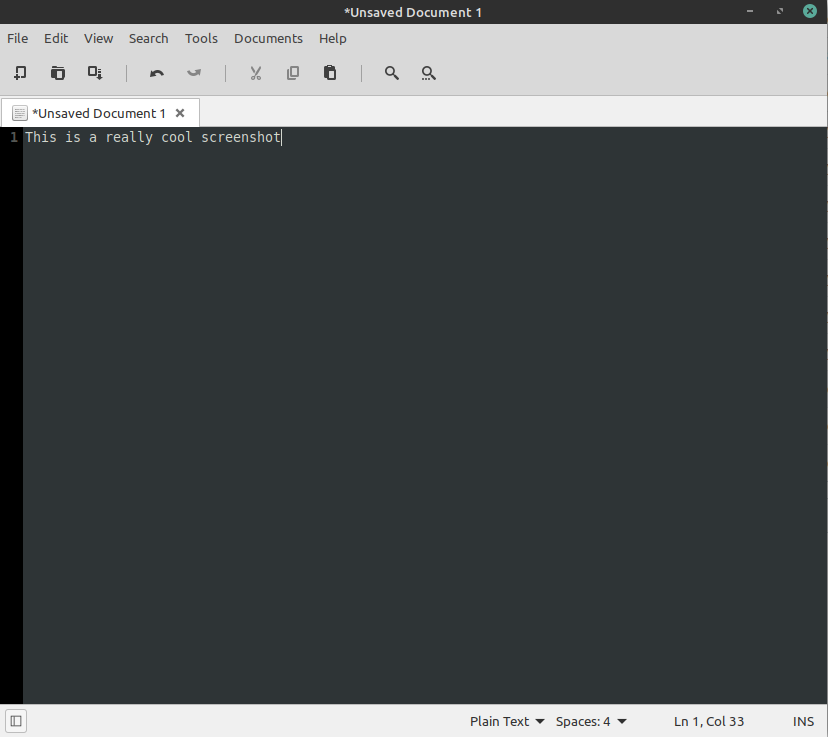 *Unsaved Document 1
File Edit View Search Tools Documents Help
*Unsaved Document 1
1 This is a really cool screenshot
Plain Text Spaces: 4 Ln 1, Col 33 INS